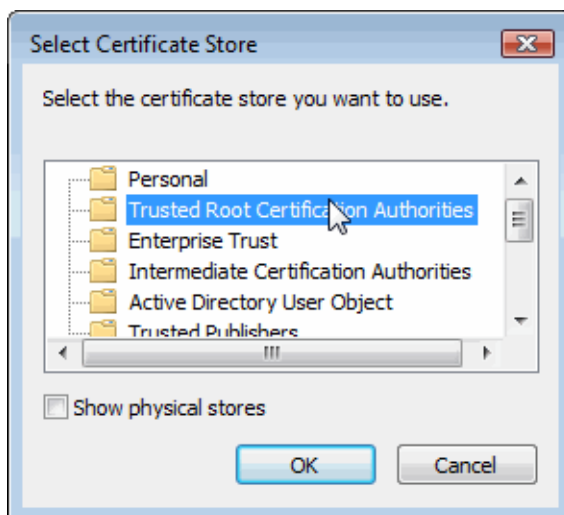 Select Certificate Store
Select the certificate store you want to use.
Personal
Trusted Root Certification Authorities
Enterprise Trust
Intermediate Certification Authorities
Active Directory User Object
Trusted Publishers
Show physical stores
OK
Cancel